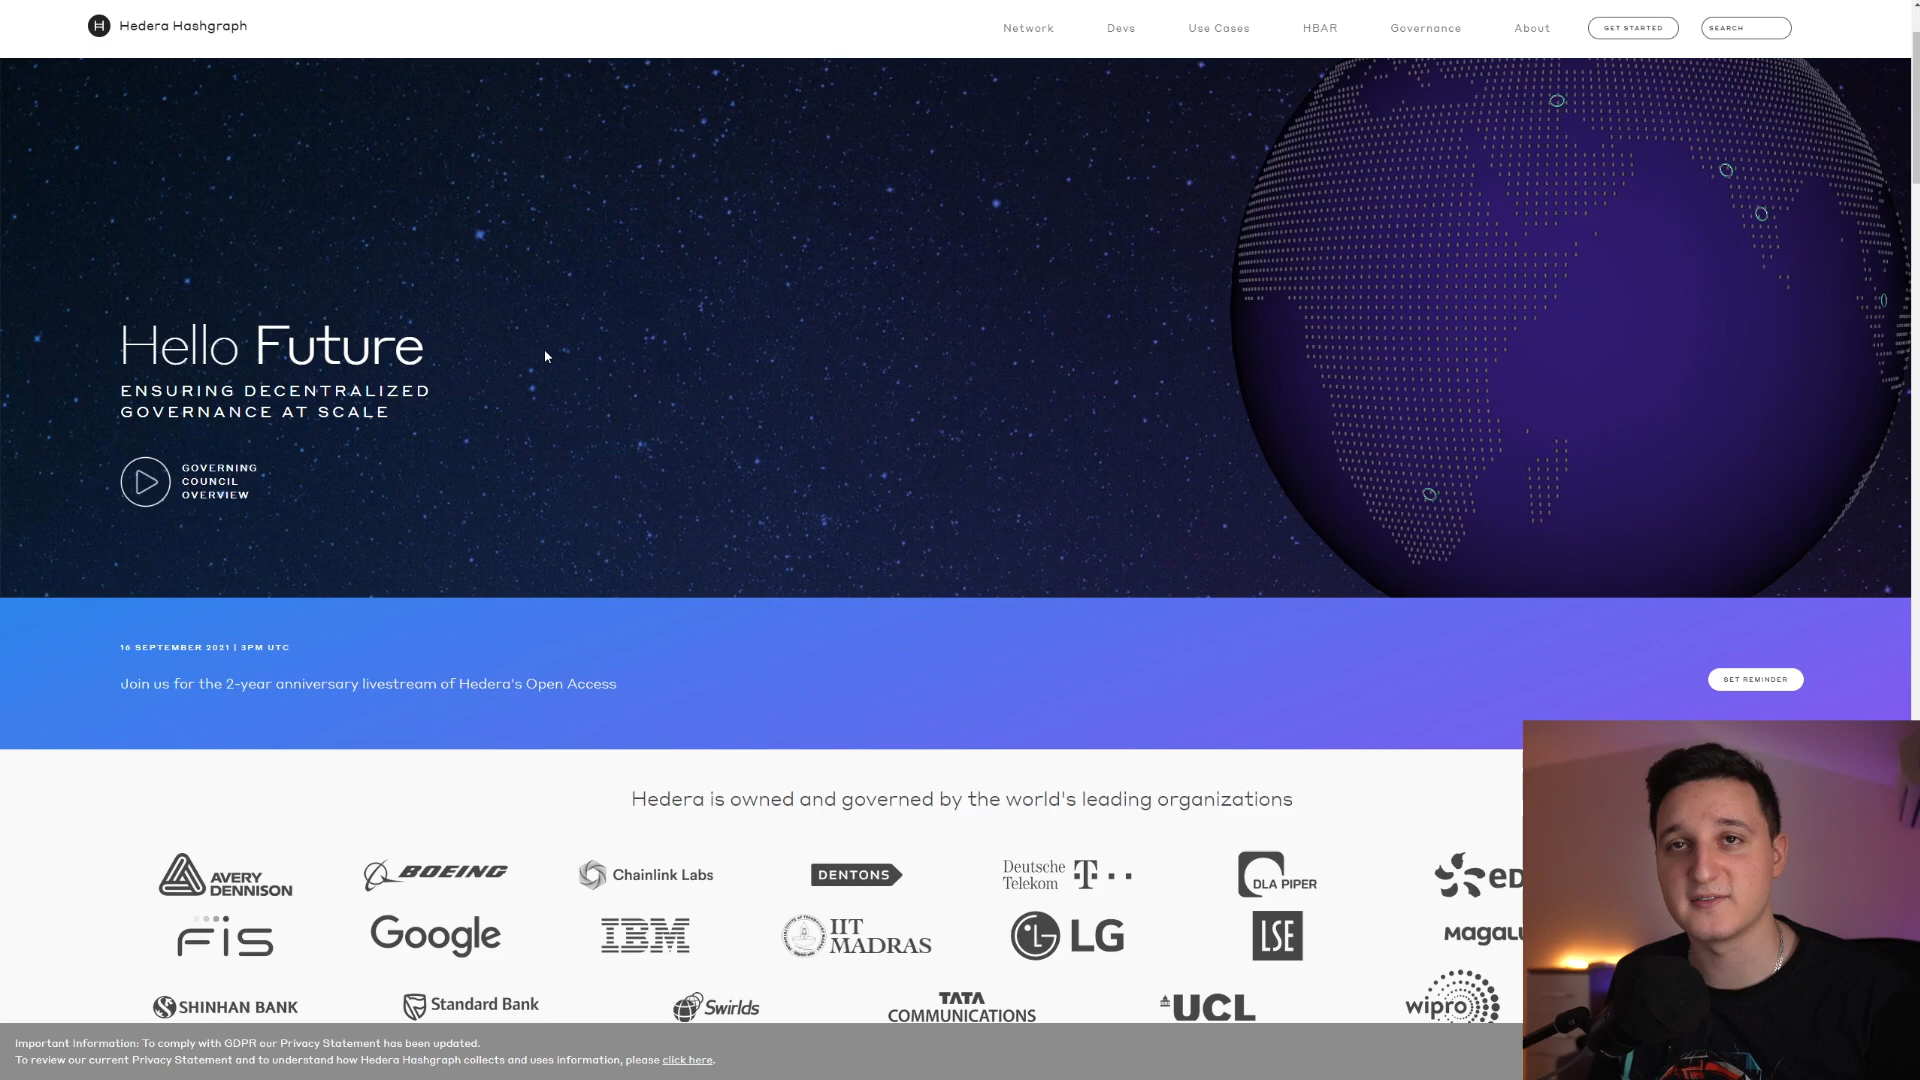 Hedera Hashgraph
Network Devs Use Cases HBAR Governance About GET STARTED SEARCH
Hello Future
ENSURING DECENTRALIZED
GOVERNANCE AT SCALE
GOVERNING
COUNCIL
OVERVIEW
16 SEPTEMBER 2021 | 3PM UTC
Join us for the 2-year anniversary livestream of Hedera's Open Access
SET REMINDER
Hedera is owned and governed by the world's leading organizations
AVERY
DENNISON
BOEING
Chainlink Labs
DENTONS
Deutsche
Telekom T
DLA PIPER
ED
FIS
Google
IBM
IIT
MADRAS
LG
LSE
MAGALU
SHINHAN BANK
Standard Bank
Swirlds
TATA
COMMUNICATIONS
UCL
wipro
Important Information: To comply with GDPR our Privacy Statement has been updated.
To review our current Privacy Statement and to understand how Hedera Hashgraph collects and uses information, please click here.